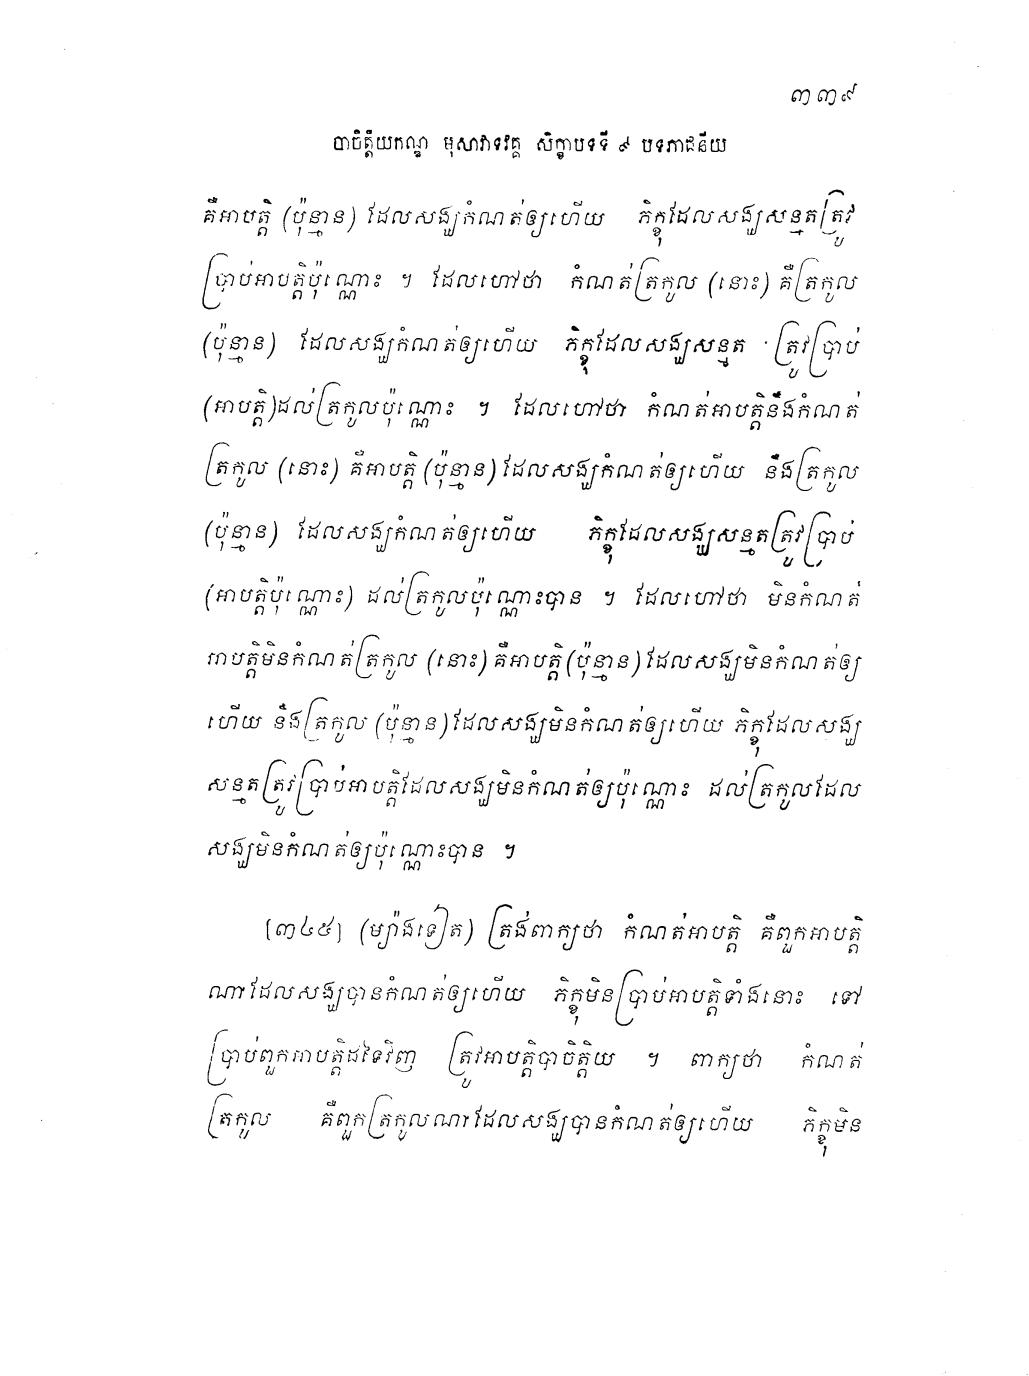 ៣៣៩
បាចិត្តិយកណ្ឌ មុសាវាទវគ្គ សិក្ខាបទទី ៩ បទភាជនីយ
គឺអាបត្តិ (ប៉ុន្មាន) ដែលសង្ឃកំណត់ឲ្យហើយ ភិក្ខុដែលសង្ឃសន្មតត្រូវ
ប្រាប់អាបត្តិប៉ុណ្ណោះ ។ ដែលហៅថា កំណត់ត្រកូល (នោះ) គឺត្រកូល
(ប៉ុន្មាន) ដែលសង្ឃកំណត់ឲ្យហើយ ភិក្ខុដែលសង្ឃសន្មត ត្រូវប្រាប់
(អាបត្តិ)ដល់ត្រកូលប៉ុណ្ណោះ ។ ដែលហៅថា កំណត់អាបត្តិនឹងកំណត់
ត្រកូល (នោះ) គឺអាបត្តិ (ប៉ុន្មាន) ដែលសង្ឃកំណត់ឲ្យហើយ នឹងត្រកូល
(ប៉ុន្មាន) ដែលសង្ឃកំណត់ឲ្យហើយ ភិក្ខុដែលសង្ឃសន្មតត្រូវប្រាប់
(អាបត្តិប៉ុណ្ណោះ) ដល់ត្រកូលប៉ុណ្ណោះបាន ។ ដែលហៅថា មិនកំណត់
អាបត្តិមិនកំណត់ត្រកូល (នោះ) គឺអាបត្តិ (ប៉ុន្មាន) ដែលសង្ឃមិនកំណត់ឲ្យ
ហើយ នឹងត្រកូល (ប៉ុន្មាន) ដែលសង្ឃមិនកំណត់ឲ្យហើយ ភិក្ខុដែលសង្ឃ
សន្មតត្រូវប្រាប់អាបត្តិដែលសង្ឃមិនកំណត់ឲ្យប៉ុណ្ណោះ ដល់ត្រកូលដែល
សង្ឃមិនកំណត់ឲ្យប៉ុណ្ណោះបាន ។
[៣៤៥] (ម្យ៉ាងទៀត) ត្រង់ពាក្យថា កំណត់អាបត្តិ គឺពួកអាបត្តិ
ណាដែលសង្ឃបានកំណត់ឲ្យហើយ ភិក្ខុមិនប្រាប់អាបត្តិទាំងនោះ ទៅ
ប្រាប់ពួកអាបត្តិដទៃវិញ ត្រូវអាបត្តិបាចិត្តិយ ។ ពាក្យថា កំណត់
ត្រកូល គឺពួកត្រកូលណាដែលសង្ឃបានកំណត់ឲ្យហើយ ភិក្ខុមិន